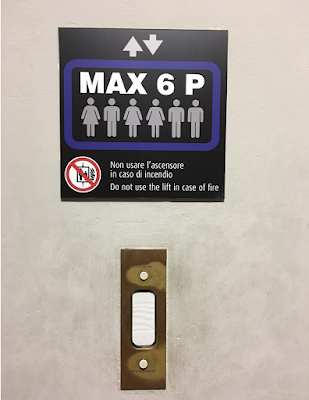 MAX 6 P
Non usare l'ascensore
in caso di incendio
Do not use the lift in case of fire